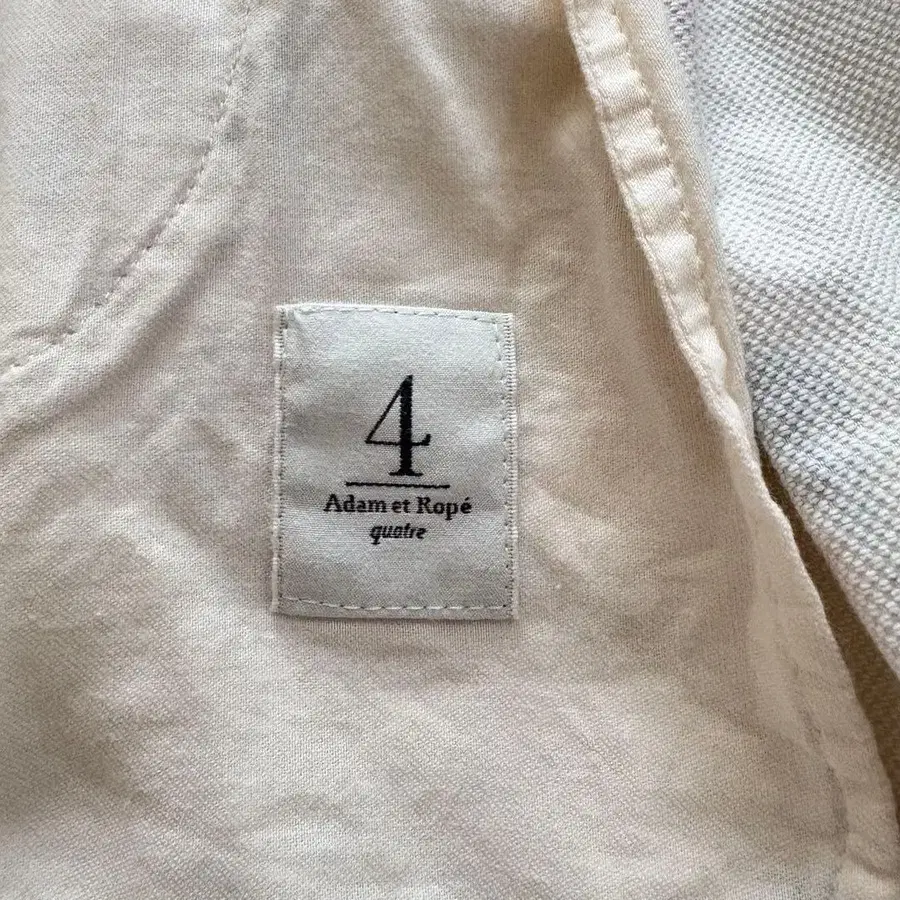 4
Adam et Ropé
quatre